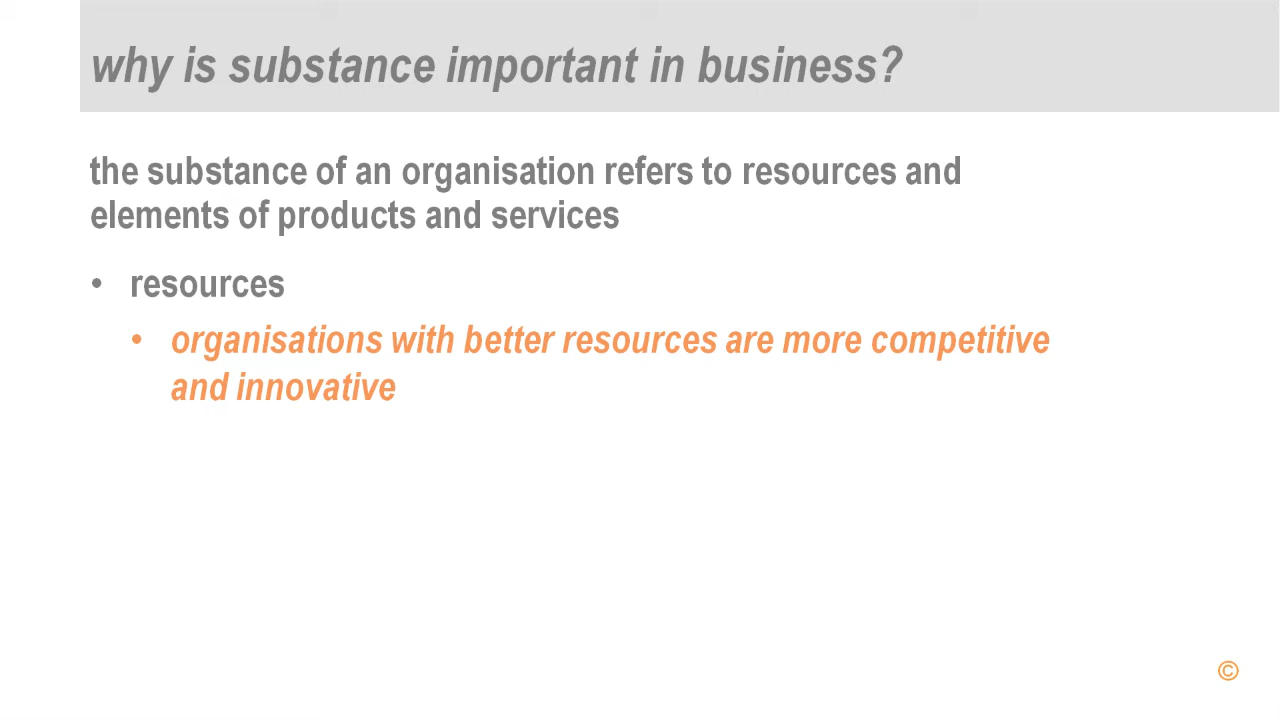 why is substance important in business?
the substance of an organisation refers to resources and
elements of products and services
• resources
• organisations with better resources are more competitive
and innovative
©